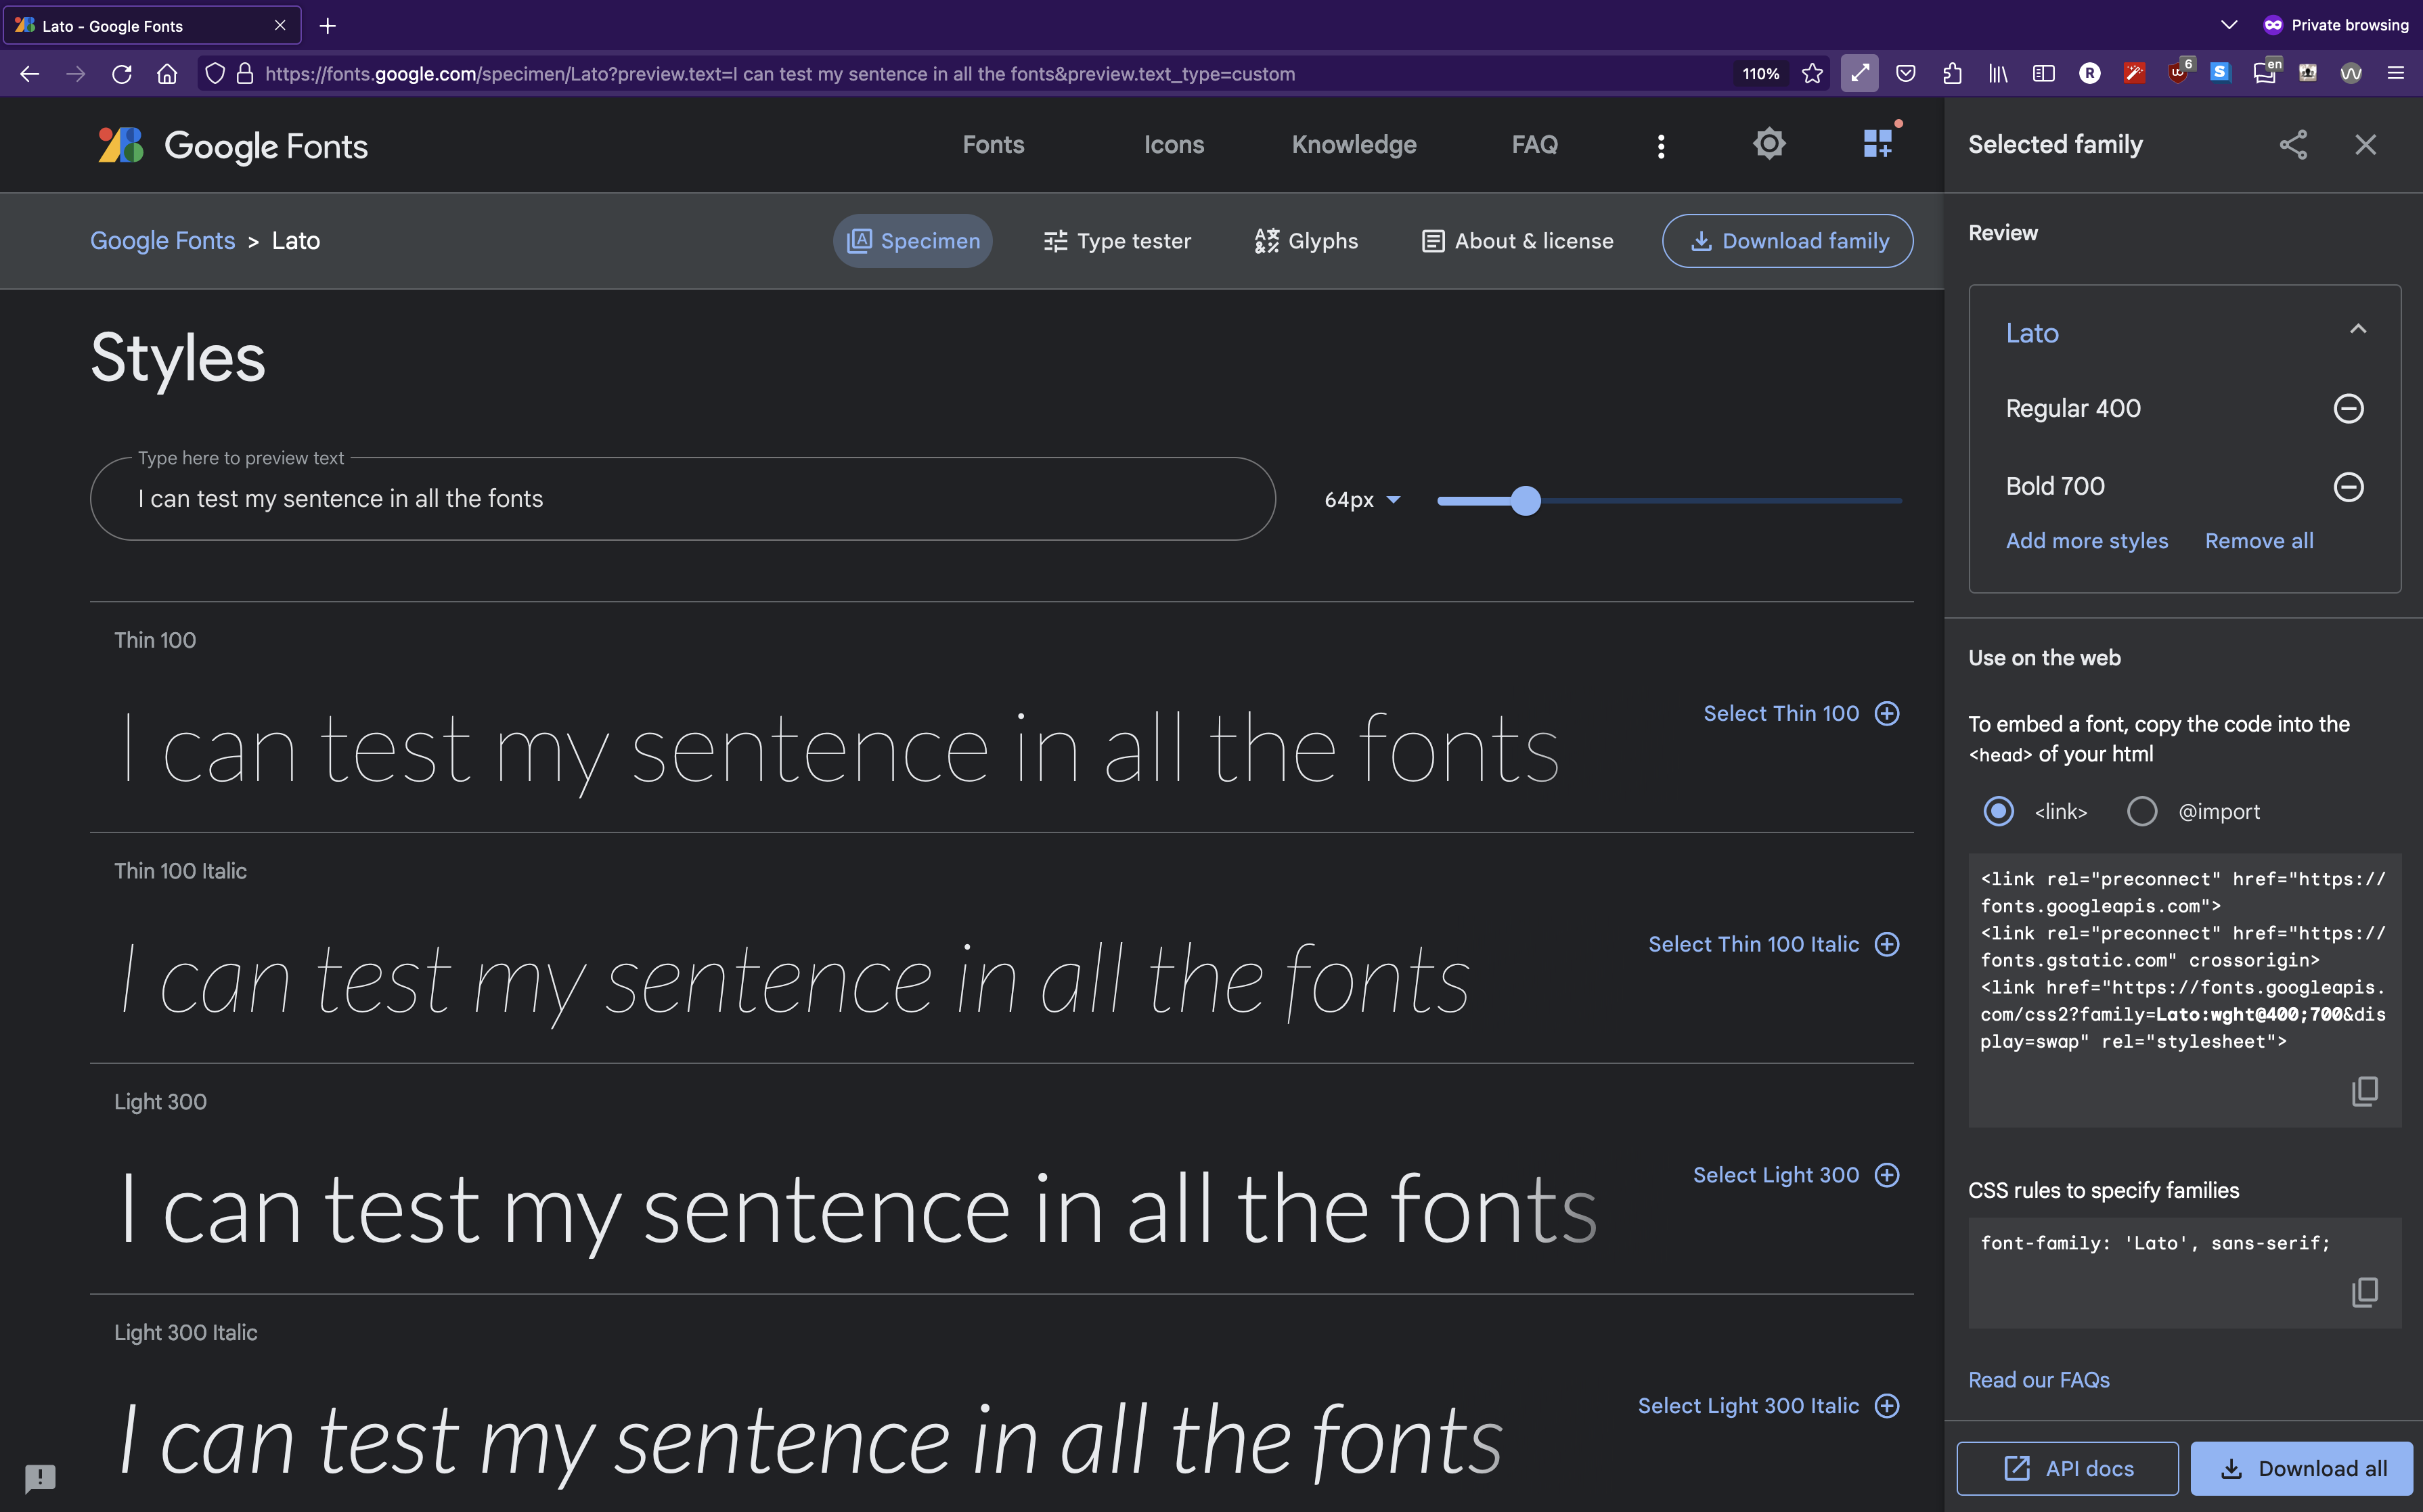 Lato - Google Fonts
Private browsing
https://fonts.google.com/specimen/Lato?preview.text=I can test my sentence in all the fonts&preview.text_type=custom
110%
6
en
Google Fonts
Fonts
Icons
Knowledge
FAQ
Google Fonts > Lato
Specimen
Type tester
Glyphs
About & license
Download family
Styles
Type here to preview text
I can test my sentence in all the fonts
64px
Thin 100
I can test my sentence in all the fonts
Select Thin 100
Thin 100 Italic
I can test my sentence in all the fonts
Select Thin 100 Italic
Light 300
I can test my sentence in all the fonts
Select Light 300
Light 300 Italic
I can test my sentence in all the fonts
Select Light 300 Italic
Selected family
Review
Lato
Regular 400
Bold 700
Add more styles
Remove all
Use on the web
To embed a font, copy the code into the
<head> of your html
<link>
@import
<link rel="preconnect" href="https://
fonts.googleapis.com">
<link rel="preconnect" href="https://
fonts.gstatic.com" crossorigin>
<link href="https://fonts.googleapis.
com/css2?family=Lato:wght@400;700&dis
play=swap" rel="stylesheet">
CSS rules to specify families
font-family: 'Lato', sans-serif;
Read our FAQs
API docs
Download all